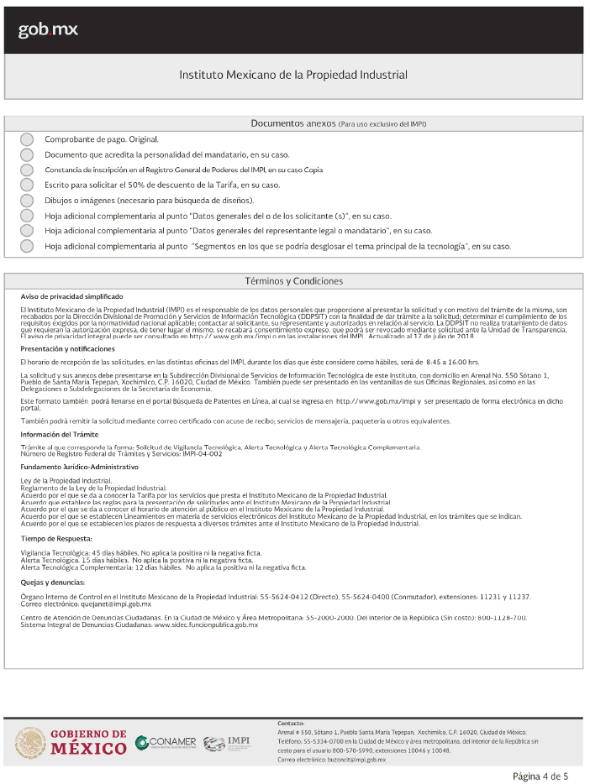 gob.mx
Instituto Mexicano de la Propiedad Industrial
Documentos anexos (Para uso exclusivo del IMPI)
Comprobante de pago. Original.
Documento que acredita la personalidad del mandatario, en su caso.
Constancia de inscripción en el Registro General de Poderes del IMPI, en su caso Copia
Escrito para solicitar el 50% de descuento de la Tarifa, en su caso.
Dibujos o imágenes (necesario para búsqueda de diseños).
Hoja adicional complementaria al punto "Datos generales del o de los solicitante (s)", en su caso.
Hoja adicional complementaria al punto "Datos generales del representante legal o mandatario", en su caso.
Hoja adicional complementaria al punto "Segmentos en los que se podría desglosar el tema principal de la tecnología", en su caso.
Términos y Condiciones
Aviso de privacidad simplificado
El Instituto Mexicano de la Propiedad Industrial (IMPI) es el responsable de los datos personales que proporcione al presentar la solicitud y con motivo del trámite de la misma, son
recabados por la Dirección Divisional de Promoción y Servicios de Información Tecnológica (DDPSIT) con la finalidad de dar trámite a la solicitud; determinar el cumplimiento de los
requisitos exigidos por la normatividad nacional aplicable; contactar al solicitante, su representante y autorizados en relación al servicio. La DDPSIT no realiza tratamiento de datos
que requieran la autorización expresa, de tener lugar el mismo, se recabará consentimiento expreso, que podrá ser revocado mediante solicitud ante la Unidad de Transparencia.
El aviso de privacidad integral puede ser consultado en http://www.gob.mx/impi o en las instalaciones del IMPI. Actualizado al 17 de julio de 2018
Presentación y notificaciones
El horario de recepción de las solicitudes, en las distintas oficinas del IMPI, durante los días que éste considere como hábiles, será de 8:45 a 16:00 hrs.
La solicitud y sus anexos debe presentarse en la Subdirección Divisional de Servicios de Información Tecnológica de este Instituto, con domicilio en Arenal No. 550 Sótano 1,
Pueblo de Santa María Tepepan, Xochimilco, C.P. 16020, Ciudad de México. También puede ser presentado en las ventanillas de sus Oficinas Regionales, así como en las
Delegaciones o Subdelegaciones de la Secretaría de Economía.
Este formato también podrá llenarse en el portal Búsqueda de Patentes en Línea, al cual se ingresa en http://www.gob.mx/impi y ser presentado de forma electrónica en dicho
portal.
También podrá remitir la solicitud mediante correo certificado con acuse de recibo; servicios de mensajería, paquetería u otros equivalentes.
Información del Trámite
Trámite al que corresponde la forma: Solicitud de Vigilancia Tecnológica, Alerta Tecnológica y Alerta Tecnológica Complementaria.
Número de Registro Federal de Trámites y Servicios: IMPI-04-002
Fundamento Jurídico-Administrativo
Ley de la Propiedad Industrial.
Reglamento de la Ley de la Propiedad Industrial.
Acuerdo por el que se da a conocer la Tarifa por los servicios que presta el Instituto Mexicano de la Propiedad Industrial
Acuerdo que establece las reglas para la presentación de solicitudes ante el Instituto Mexicano de la Propiedad Industrial
Acuerdo por el que se da a conocer el horario de atención al público en el Instituto Mexicano de la Propiedad Industrial.
Acuerdo por el que se establecen Lineamientos en materia de servicios electrónicos del Instituto Mexicano de la Propiedad Industrial, en los trámites que se indican.
Acuerdo por el que se establecen los plazos de respuesta a diversos trámites ante el Instituto Mexicano de la Propiedad Industrial.
Tiempo de Respuesta:
Vigilancia Tecnológica: 45 días hábiles. No aplica la positiva ni la negativa ficta.
Alerta Tecnológica. 15 días hábiles. No aplica la positiva ni la negativa ficta.
Alerta Tecnológica Complementaria: 12 días hábiles. No aplica la positiva ni la negativa ficta.
Quejas y denuncias:
Órgano Interno de Control en el Instituto Mexicano de la Propiedad Industrial: 55-5624-0412 (Directo), 55-5624-0400 (Conmutador), extensiones: 11231 y 11237.
Correo electrónico: quejanet@impi.gob.mx
Centro de Atención de Denuncias Ciudadanas. En la Ciudad de México y Área Metropolitana: 55-2000-2000. Del interior de la República (Sin costo): 800-1128-700.
Sistema Integral de Denuncias Ciudadanas: www.sidec.funcionpublica.gob.mx
GOBIERNO DE
MÉXICO
CONAMER
IMPI
Contacto:
Arenal # 550, Sótano 1, Pueblo Santa María Tepepan, Xochimilco, C.P. 16020, Ciudad de México.
Teléfono: 55-5334-0700 en la Ciudad de México y área metropolitana, del interior de la República sin
costo para el usuario 800-570-5990, extensiones 10046 y 10048.
Correo electrónico: buzoncit@impi.gob.mx
Página 4 de 5